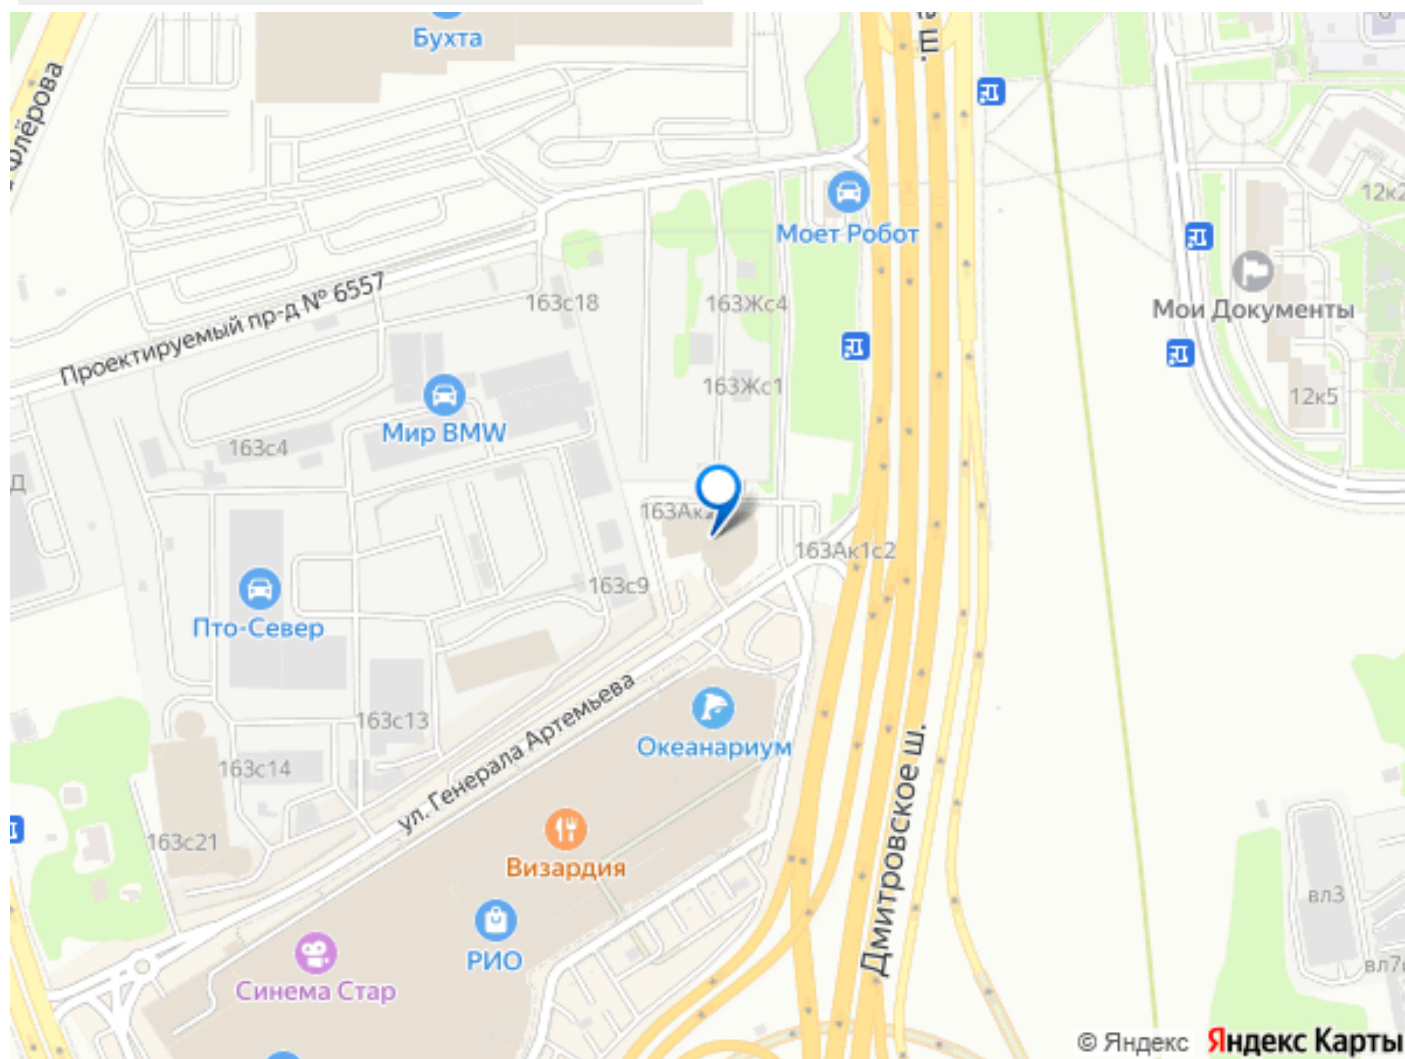 Бухта
Ш.
Флёрова
12к2
Моет Робот
Мои Документы
163с18
163Жс4
Проектируемый пр-д № 6557
163Жс1
12к5
Мир BMW
163с4
Д
163Ак
163Ак1с2
163с9
Пто-Север
ул. Генерала Артемьева
163с13
Океанариум
163с14
Дмитровское ш.
163с21
Визардия
вл3
РИО
Синема Стар
© Яндекс Яндекс Карты